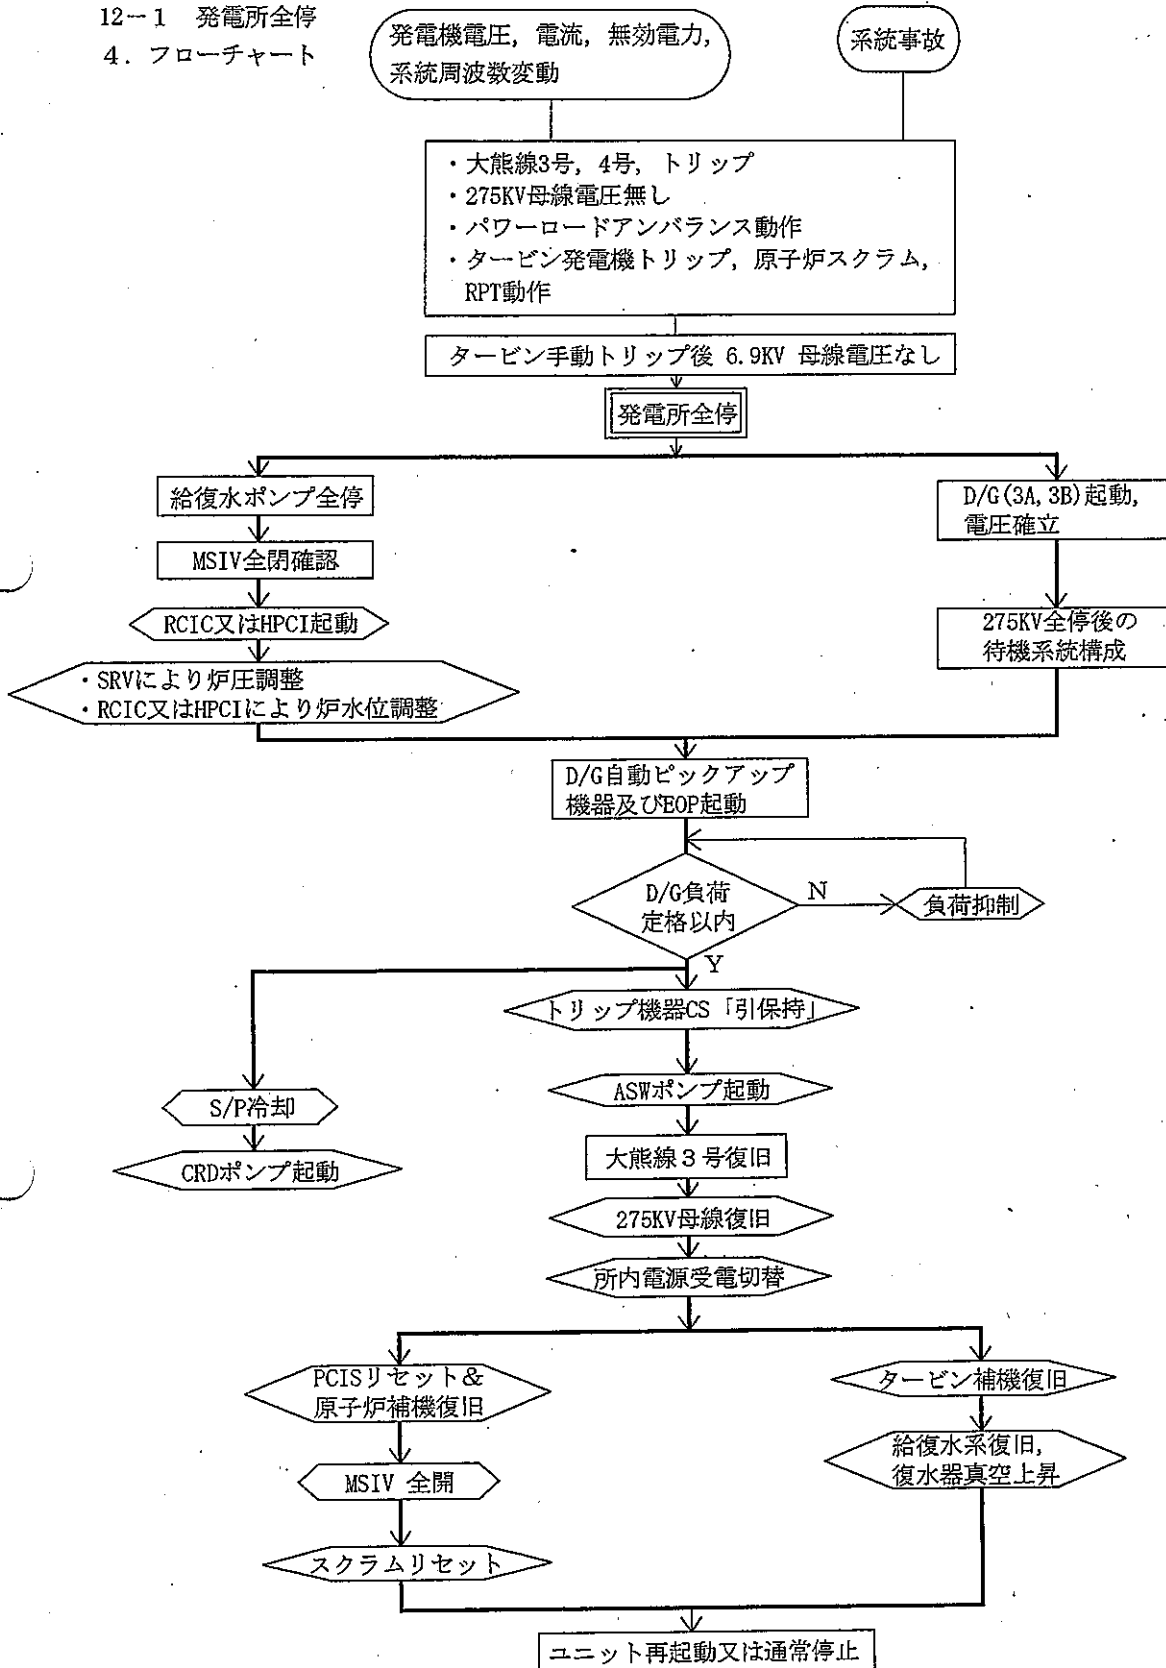 12－1　発電所全停
4．フローチャート
発電機電圧，電流，無効電力，
系統周波数変動
系統事故
・大熊線3号，4号，トリップ
・275KV母線電圧無し
・パワーロードアンバランス動作
・タービン発電機トリップ，原子炉スクラム，
RPT動作
タービン手動トリップ後 6.9KV 母線電圧なし
発電所全停
給復水ポンプ全停
D/G(3A,3B)起動，
電圧確立
MSIV全閉確認
RCIC又はHPCI起動
275KV全停後の
待機系統構成
・SRVにより炉圧調整
・RCIC又はHPCIにより炉水位調整
D/G自動ピックアップ
機器及びEOP起動
D/G負荷
定格以内
N
負荷抑制
Y
トリップ機器CS「引保持」
ASWポンプ起動
S/P冷却
大熊線３号復旧
CRDポンプ起動
275KV母線復旧
所内電源受電切替
PCISリセット＆
原子炉補機復旧
タービン補機復旧
給復水系復旧，
復水器真空上昇
MSIV 全開
スクラムリセット
ユニット再起動又は通常停止